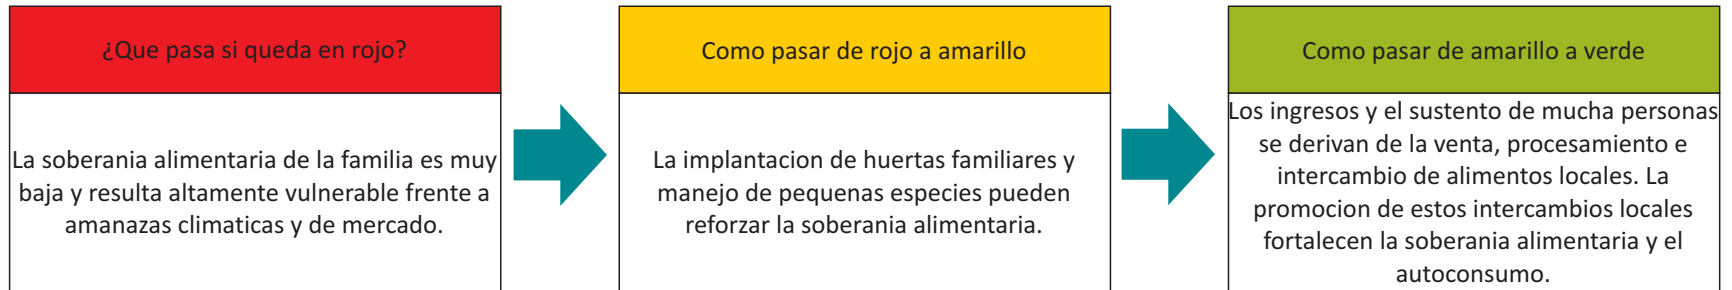 ¿Que pasa si queda en rojo?
La soberania alimentaria de la familia es muy
baja y resulta altamente vulnerable frente a
amanazas climaticas y de mercado.
Como pasar de rojo a amarillo
La implantacion de huertas familiares y
manejo de pequenas especies pueden
reforzar la soberania alimentaria.
Como pasar de amarillo a verde
Los ingresos y el sustento de mucha personas
se derivan de la venta, procesamiento e
intercambio de alimentos locales. La
promocion de estos intercambios locales
fortalecen la soberania alimentaria y el
autoconsumo.